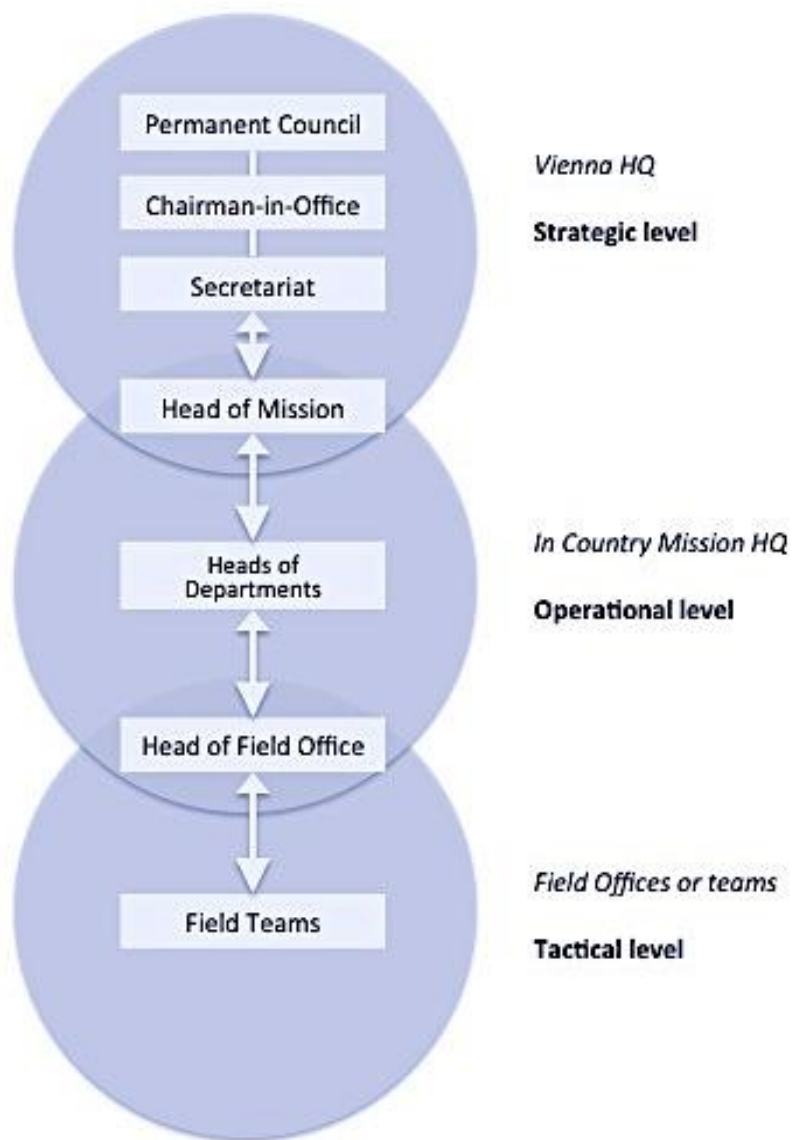 Permanent Council
Chairman-in-Office
Secretariat
Head of Mission
Heads of
Departments
Head of Field Office
Field Teams
Vienna HQ
Strategic level
In Country Mission HQ
Operational level
Field Offices or teams
Tactical level